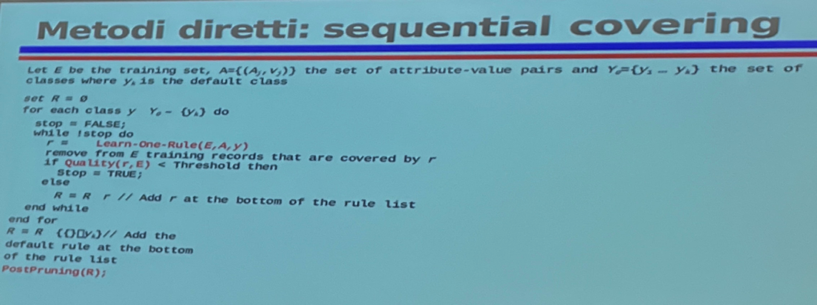 Metodi diretti: sequential covering
Let E be the training set, A={(Aj,vj)} the set of attribute-value pairs and Yo={y1 … yk} the set of
classes where yk is the default class
set R = ∅
for each class y Yo − {yk} do
stop = FALSE;
while !stop do
r = Learn-One-Rule(E,A,y)
remove from E training records that are covered by r
if Quality(r,E) < Threshold then
Stop = TRUE;
else
R = R r // Add r at the bottom of the rule list
end while
end for
R = R {{}▯yk}// Add the
default rule at the bottom
of the rule list
PostPruning(R);